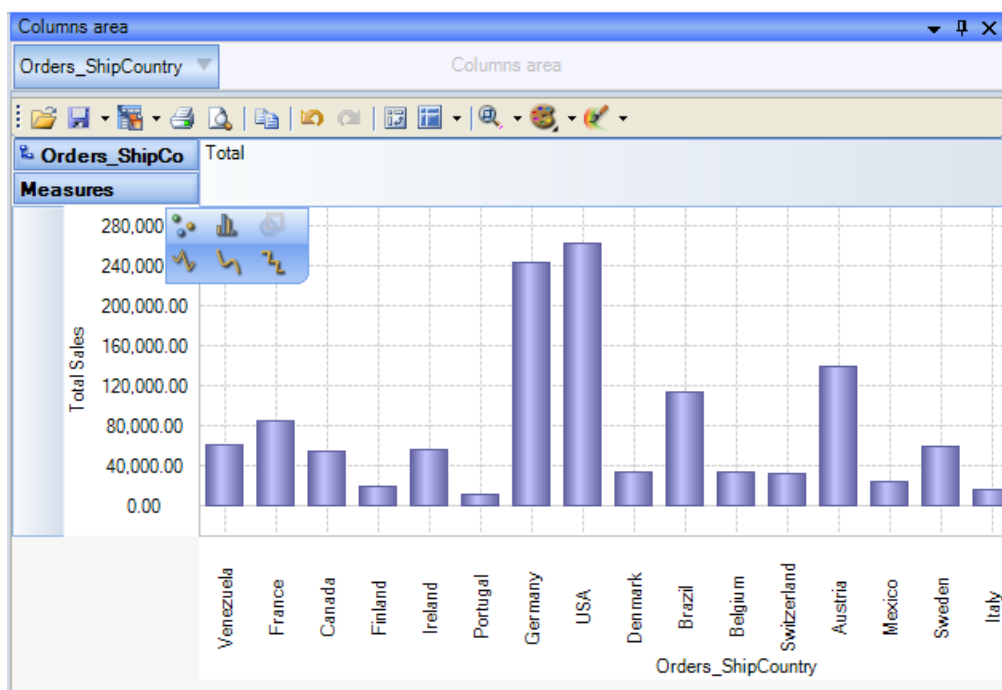 Columns area
Orders_ShipCountry
Columns area
Orders_ShipCo
Total
Measures
280,000
240,000
200,000.00
160,000.00
120,000.00
80,000.00
40,000.00
0.00
Total Sales
Venezuela
France
Canada
Finland
Ireland
Portugal
Germany
USA
Denmark
Brazil
Belgium
Switzerland
Austria
Mexico
Sweden
Italy
Orders_ShipCountry